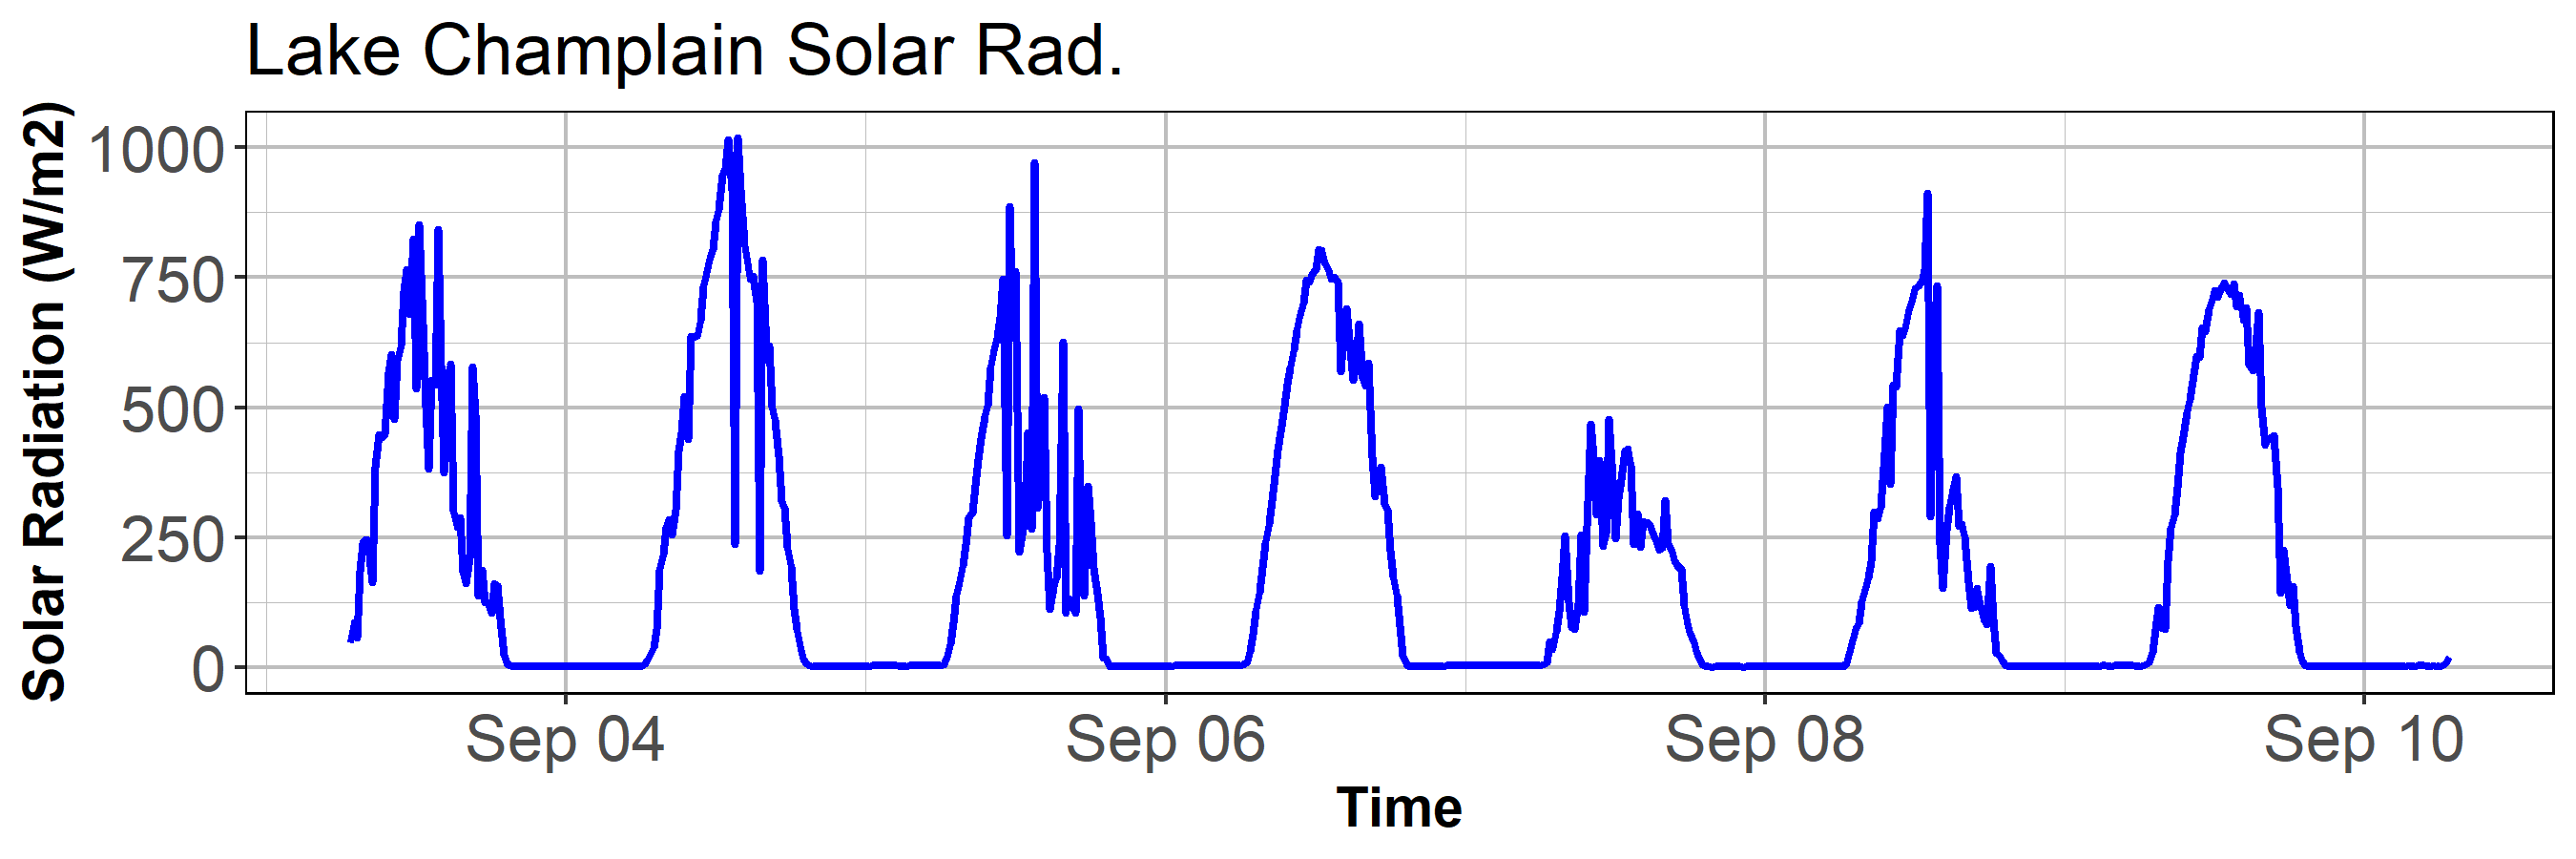 Lake Champlain Solar Rad.
Solar Radiation (W/m2)
1000
750
500
250
0
Sep 04 Sep 06 Sep 08 Sep 10
Time